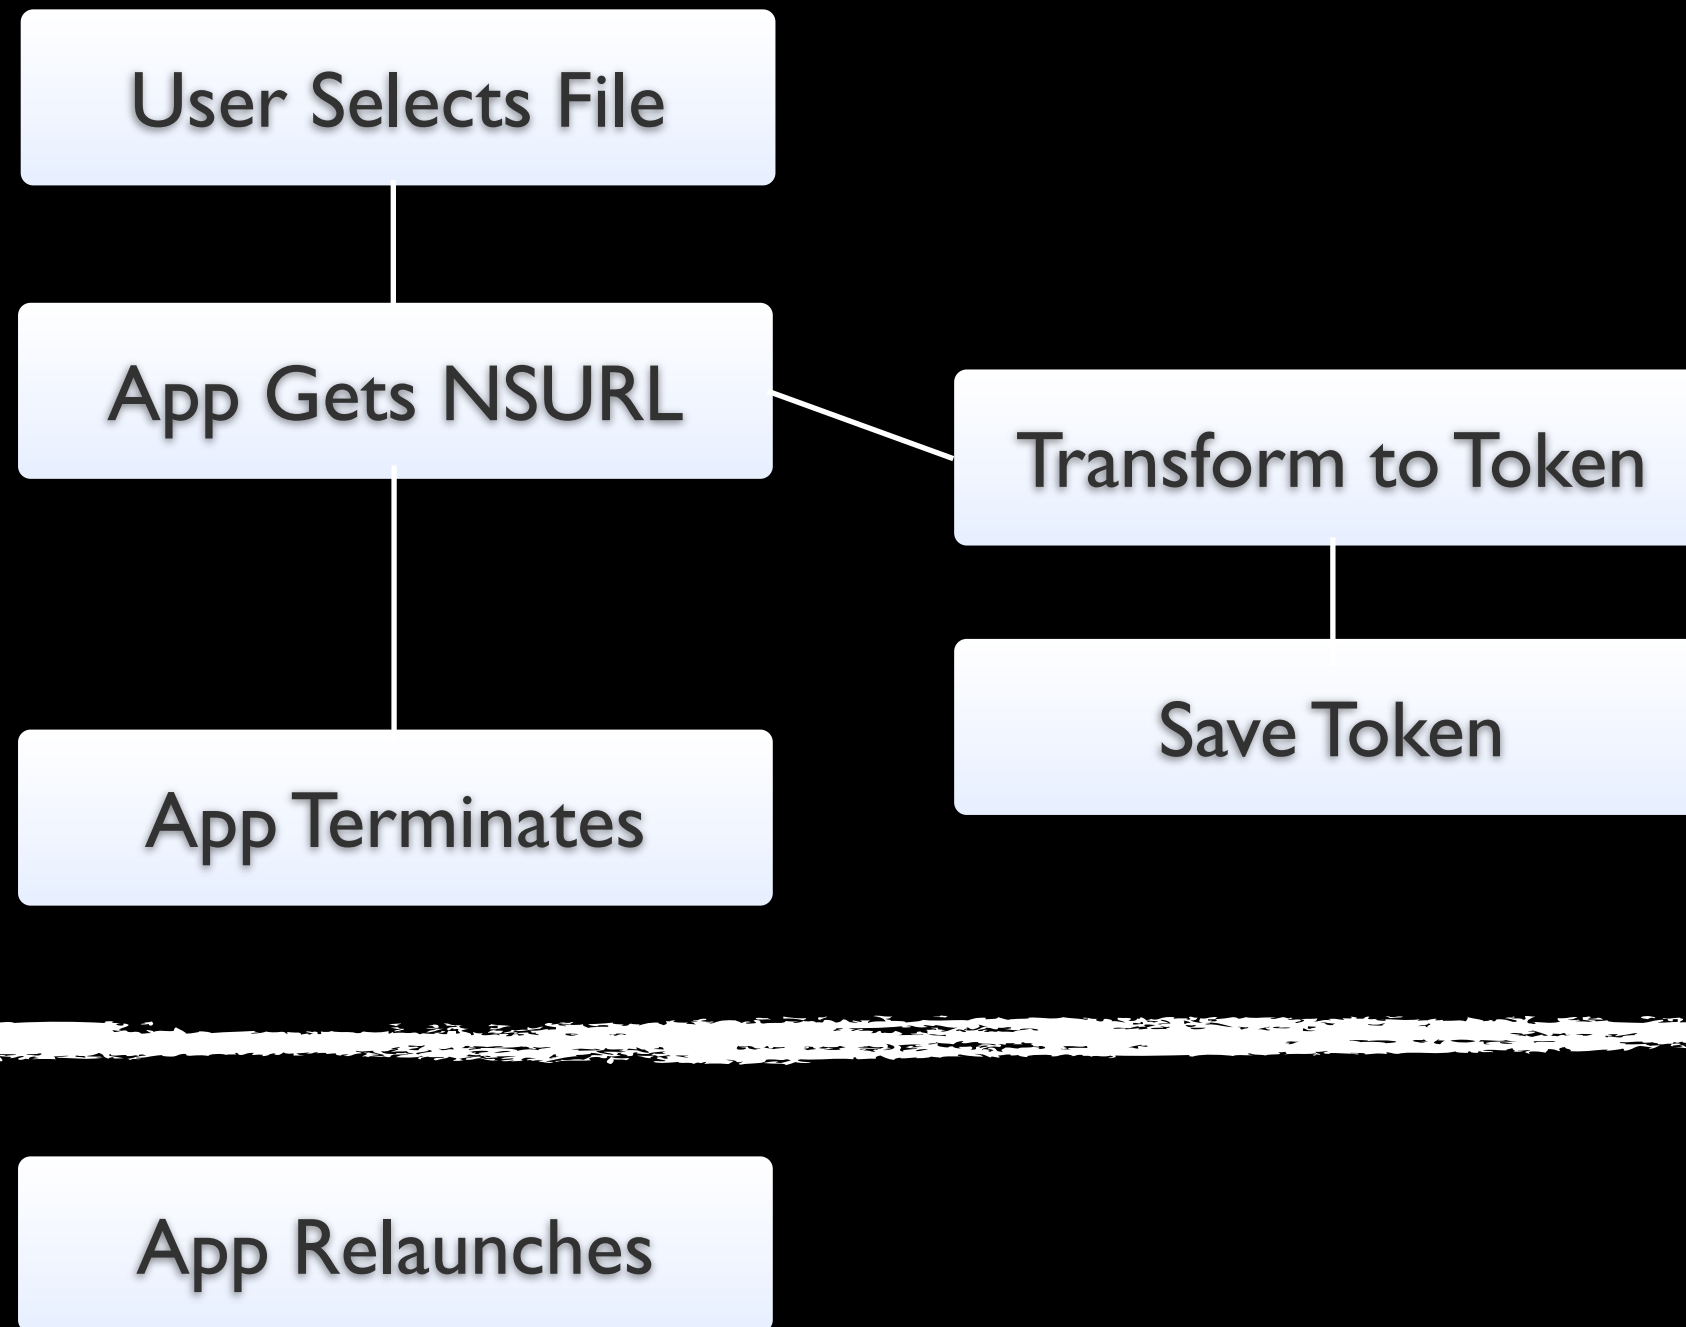 User Selects File
App Gets NSURL
Transform to Token
Save Token
App Terminates
App Relaunches